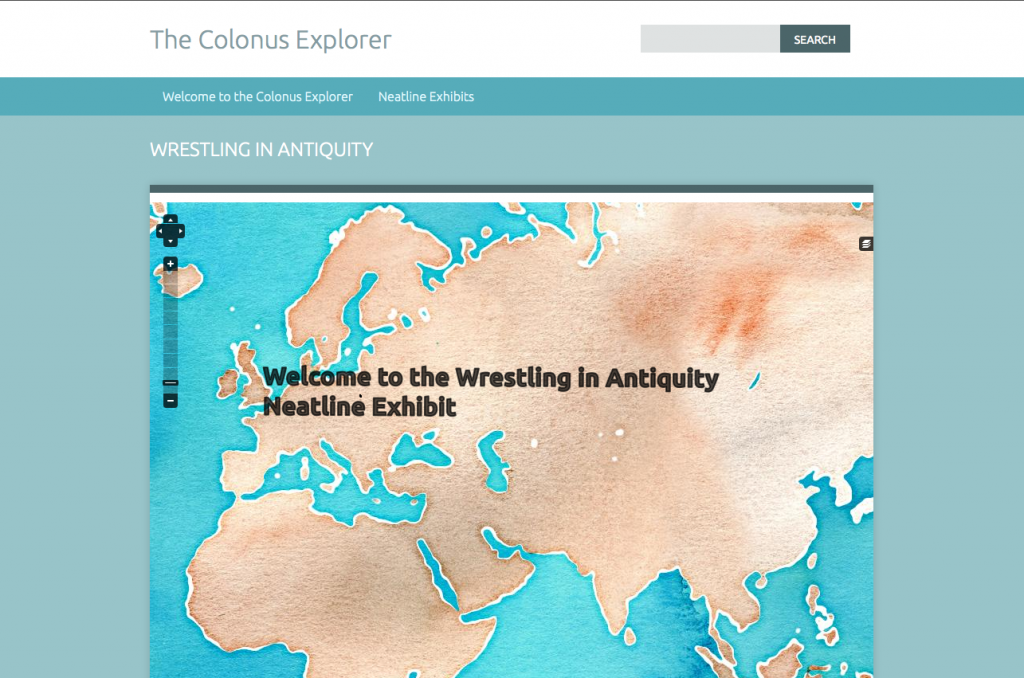 The Colonus Explorer
SEARCH
Welcome to the Colonus Explorer
Neatline Exhibits
WRESTLING IN ANTIQUITY
Welcome to the Wrestling in Antiquity
Neatline Exhibit